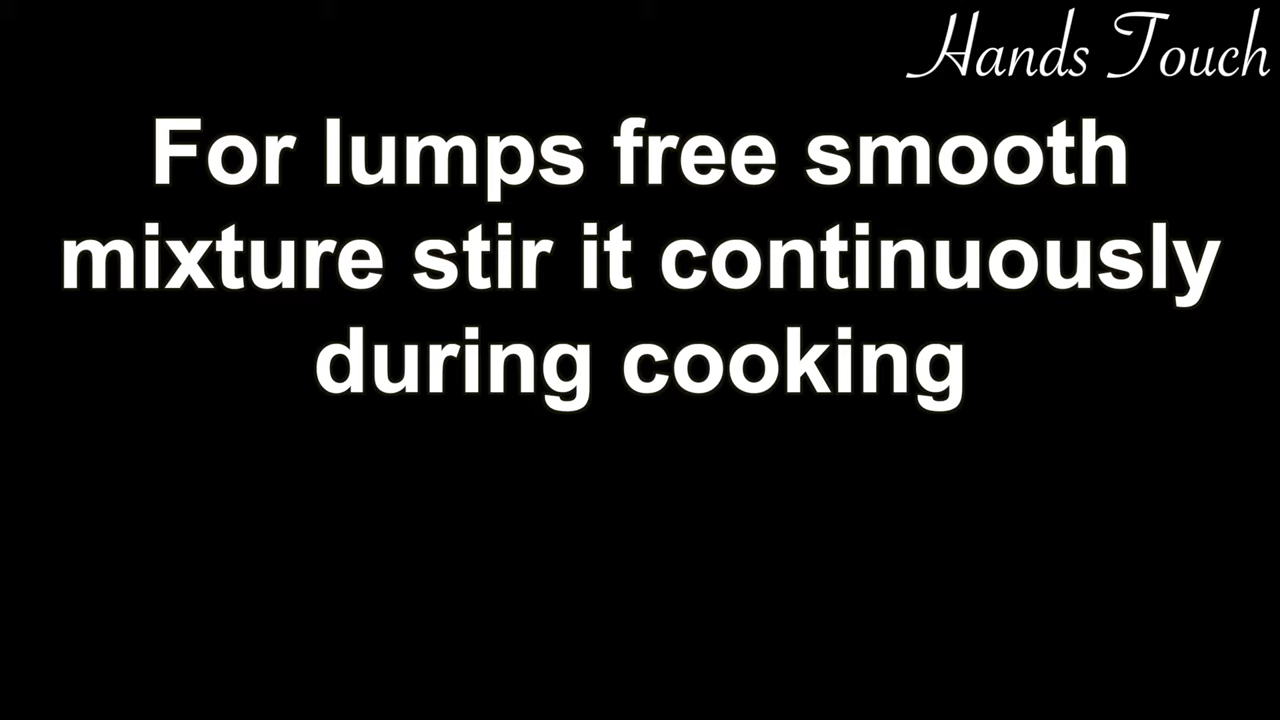 Hands Touch
For lumps free smooth
mixture stir it continuously
during cooking